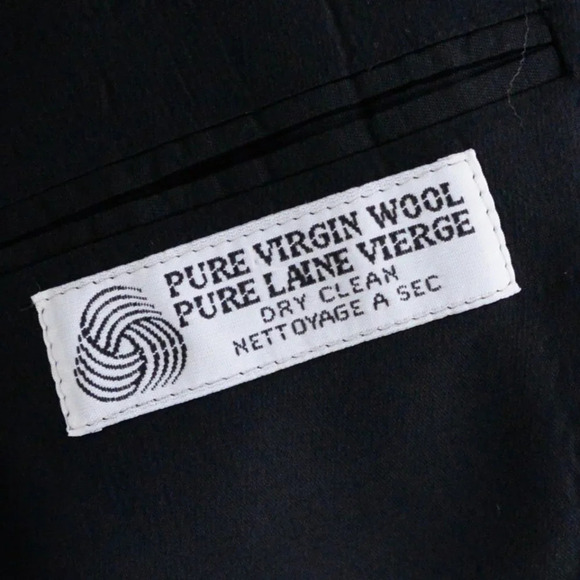 PURE VIRGIN WOOL
PURE LAINE VIERGE
DRY CLEAN
NETTOYAGE A SEC